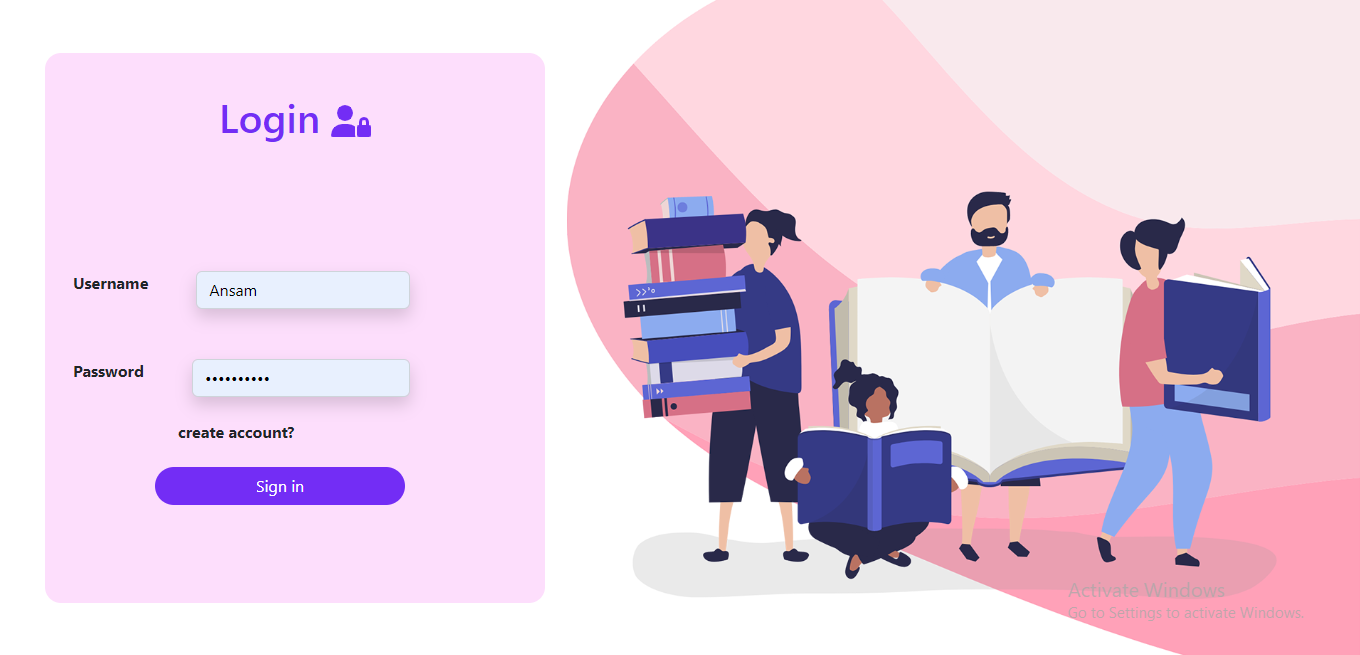 Login
Username
Ansam
Password
••••••••••
create account?
Sign in
Activate Windows
Go to Settings to activate Windows.